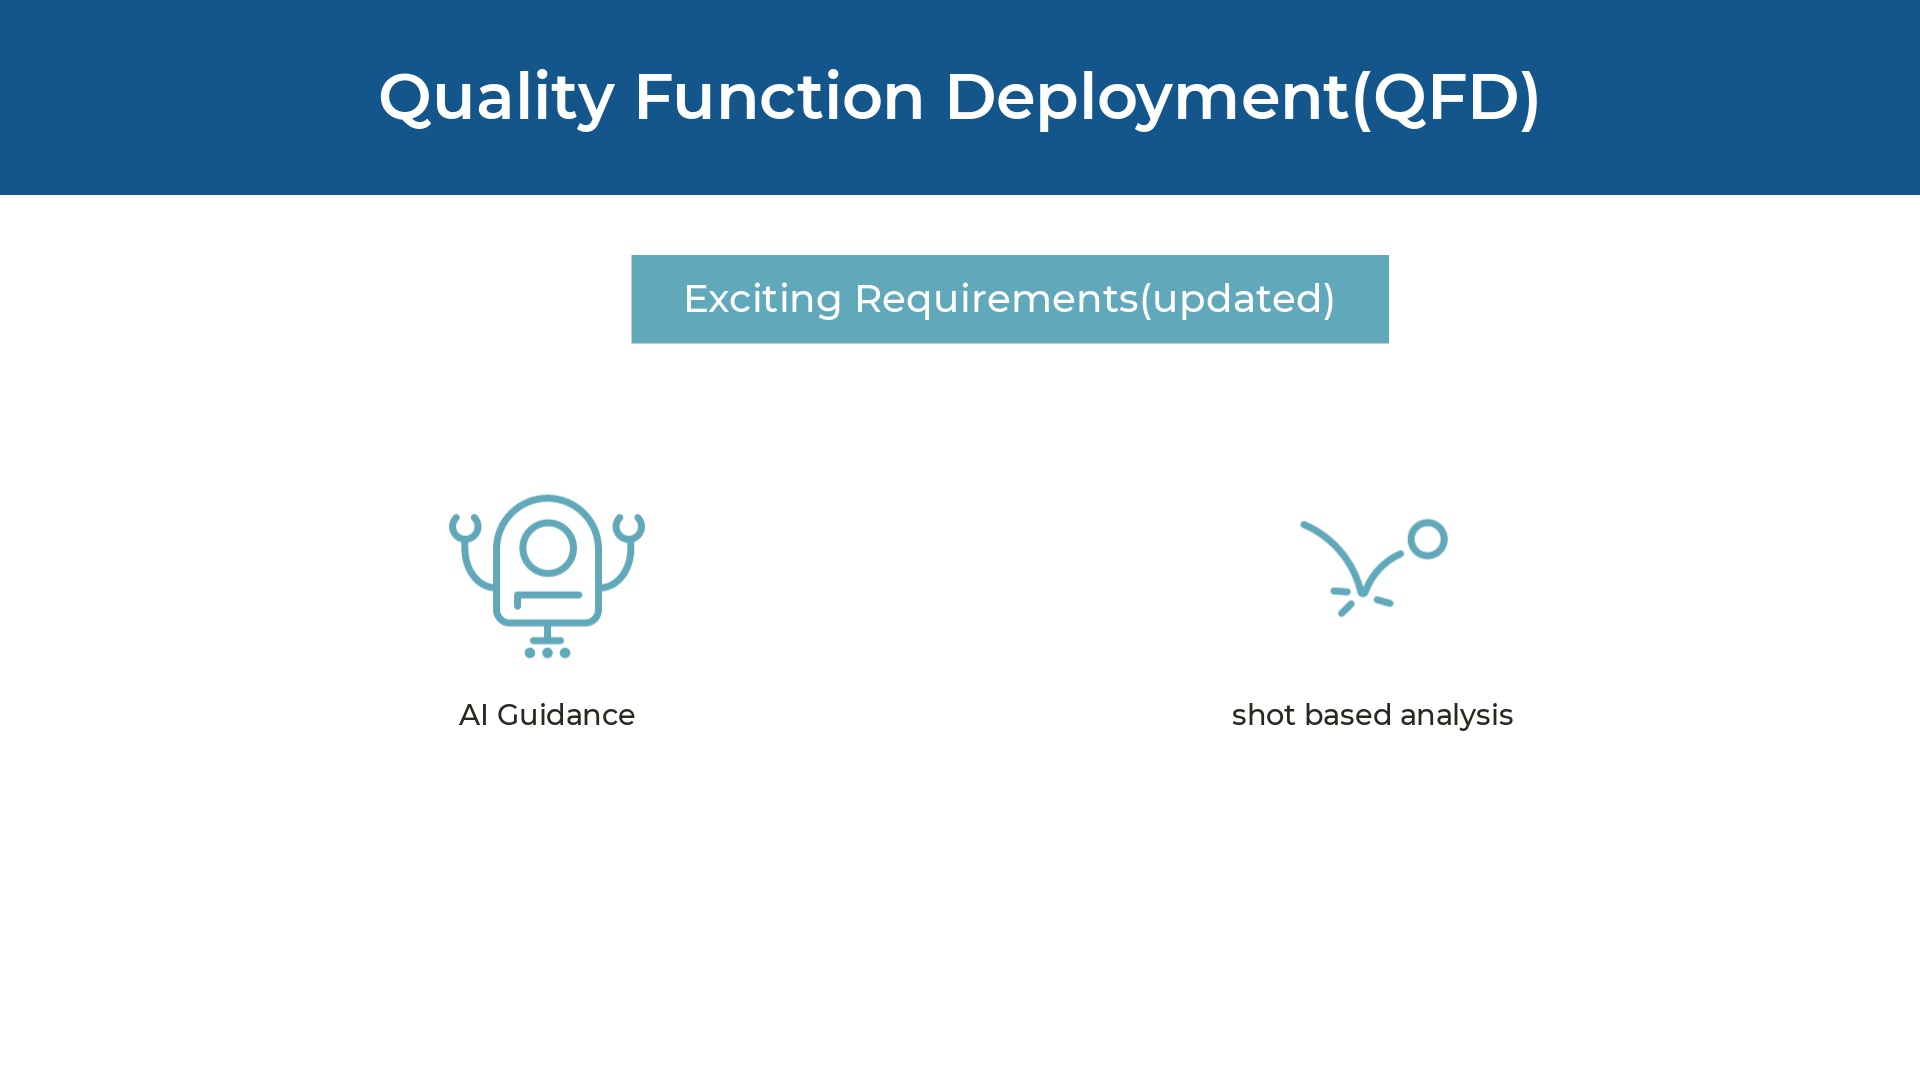 Quality Function Deployment(QFD)
Exciting Requirements(updated)
AI Guidance
shot based analysis